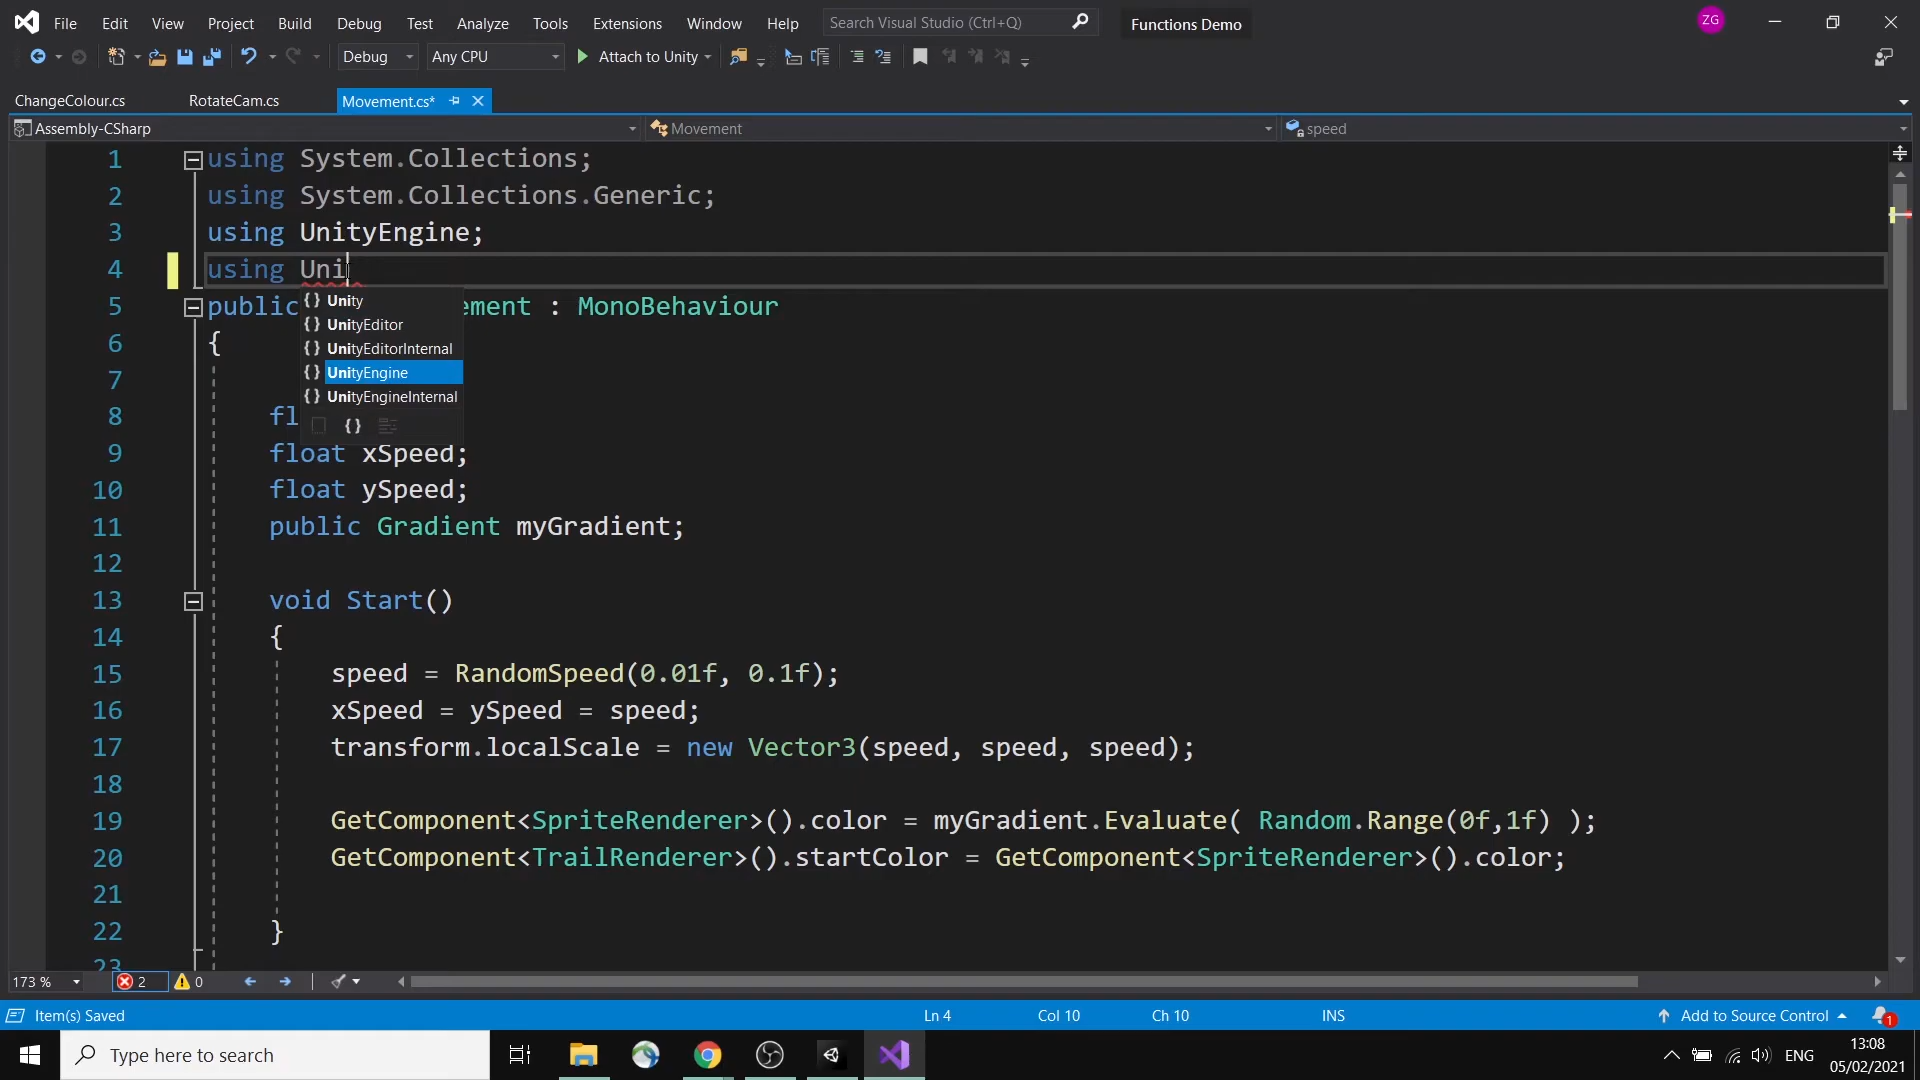 File Edit View Project Build Debug Test Analyze Tools Extensions Window Help Search Visual Studio (Ctrl+Q) Functions Demo ZG
Debug Any CPU Attach to Unity
ChangeColour.cs RotateCam.cs Movement.cs*
Assembly-CSharp Movement speed
1 using System.Collections;
2 using System.Collections.Generic;
3 using UnityEngine;
4 using Uni
Unity
UnityEditor
UnityEditorInternal
UnityEngine
UnityEngineInternal
5 public ement : MonoBehaviour
6 {
7
8 fl
9 float xSpeed;
10 float ySpeed;
11 public Gradient myGradient;
12
13 void Start()
14 {
15 speed = RandomSpeed(0.01f, 0.1f);
16 xSpeed = ySpeed = speed;
17 transform.localScale = new Vector3(speed, speed, speed);
18
19 GetComponent<SpriteRenderer>().color = myGradient.Evaluate( Random.Range(0f,1f) );
20 GetComponent<TrailRenderer>().startColor = GetComponent<SpriteRenderer>().color;
21
22 }
23
173 % 2 0
Item(s) Saved Ln 4 Col 10 Ch 10 INS Add to Source Control 1
Type here to search ENG 13:08
05/02/2021